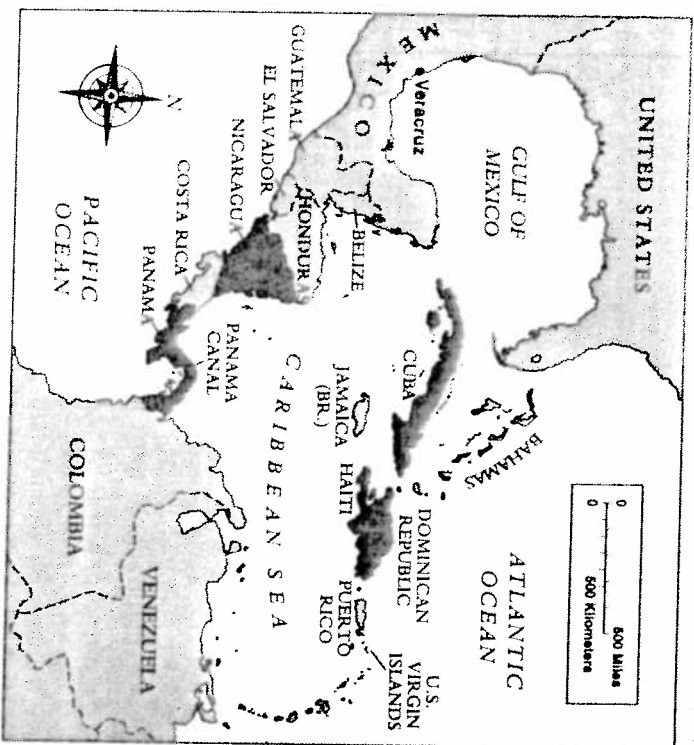 UNITED STATES
GULF OF
MEXICO
MEXICO
Veracruz
BAHAMAS
ATLANTIC
OCEAN
0 500 Miles
0 500 Kilometers
CUBA
BELIZE
JAMAICA
(BR.)
HAITI
DOMINICAN
REPUBLIC
PUERTO
RICO
U.S.
VIRGIN
ISLANDS
GUATEMALA
EL SALVADOR
HONDURA
NICARAGUA
CARIBBEAN SEA
COSTA RICA
PANAMA
CANAL
PANAMA
N
PACIFIC
OCEAN
COLOMBIA
VENEZUELA